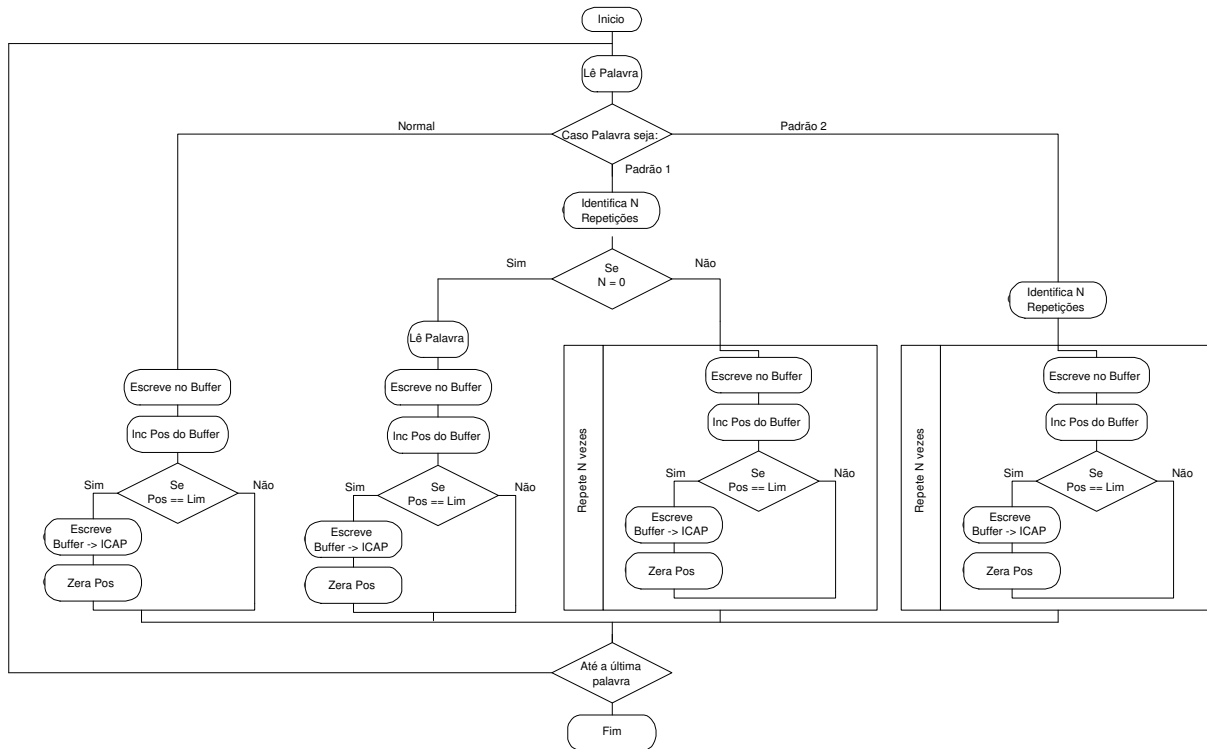 Inicio
Lê Palavra
Caso Palavra seja:
Normal
Padrão 2
Padrão 1
Identifica N
Repetições
Se
N = 0
Sim
Não
Identifica N
Repetições
Lê Palavra
Escreve no Buffer
Inc Pos do Buffer
Se
Pos == Lim
Sim
Não
Escreve
Buffer -> ICAP
Zera Pos
Escreve no Buffer
Inc Pos do Buffer
Se
Pos == Lim
Sim
Não
Escreve
Buffer -> ICAP
Zera Pos
Repete N vezes
Escreve no Buffer
Inc Pos do Buffer
Se
Pos == Lim
Sim
Não
Escreve
Buffer -> ICAP
Zera Pos
Repete N vezes
Escreve no Buffer
Inc Pos do Buffer
Se
Pos == Lim
Sim
Não
Escreve
Buffer -> ICAP
Zera Pos
Até a última
palavra
Fim